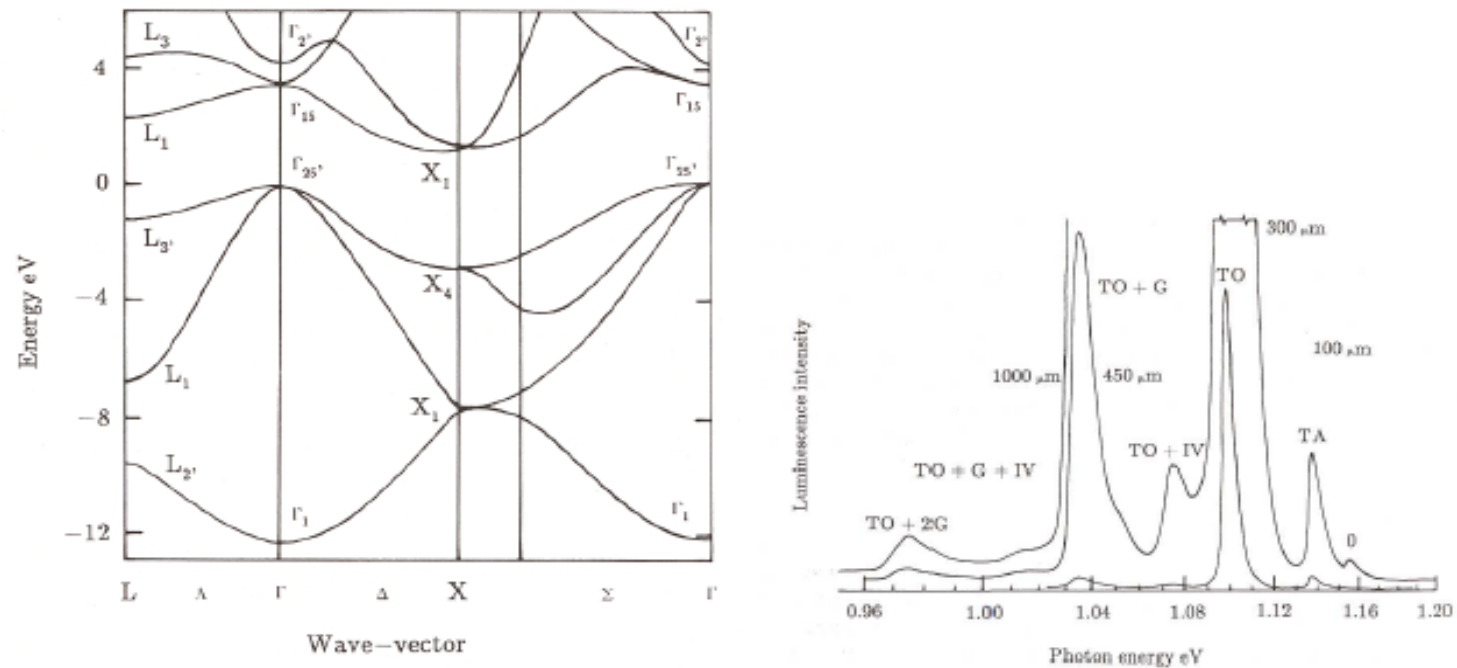 L₃
Γ₂'
Γ₂'
4
Γ₁₅
L₁
Γ₁₅
0
Γ₂₅'
Γ₂₅'
X₁
L₃'
−4
X₄
L₁
−8
X₁
L₂'
Γ₁
Γ₁
−12
Energy eV
L Λ Γ Δ X Σ Γ
Wave−vector
300 μm
TO
TO + G
100 μm
1000 μm
450 μm
TO + IV
TA
TO + G + IV
TO + 2G
0
Luminescence intensity
0.96 1.00 1.04 1.08 1.12 1.16 1.20
Photon energy eV